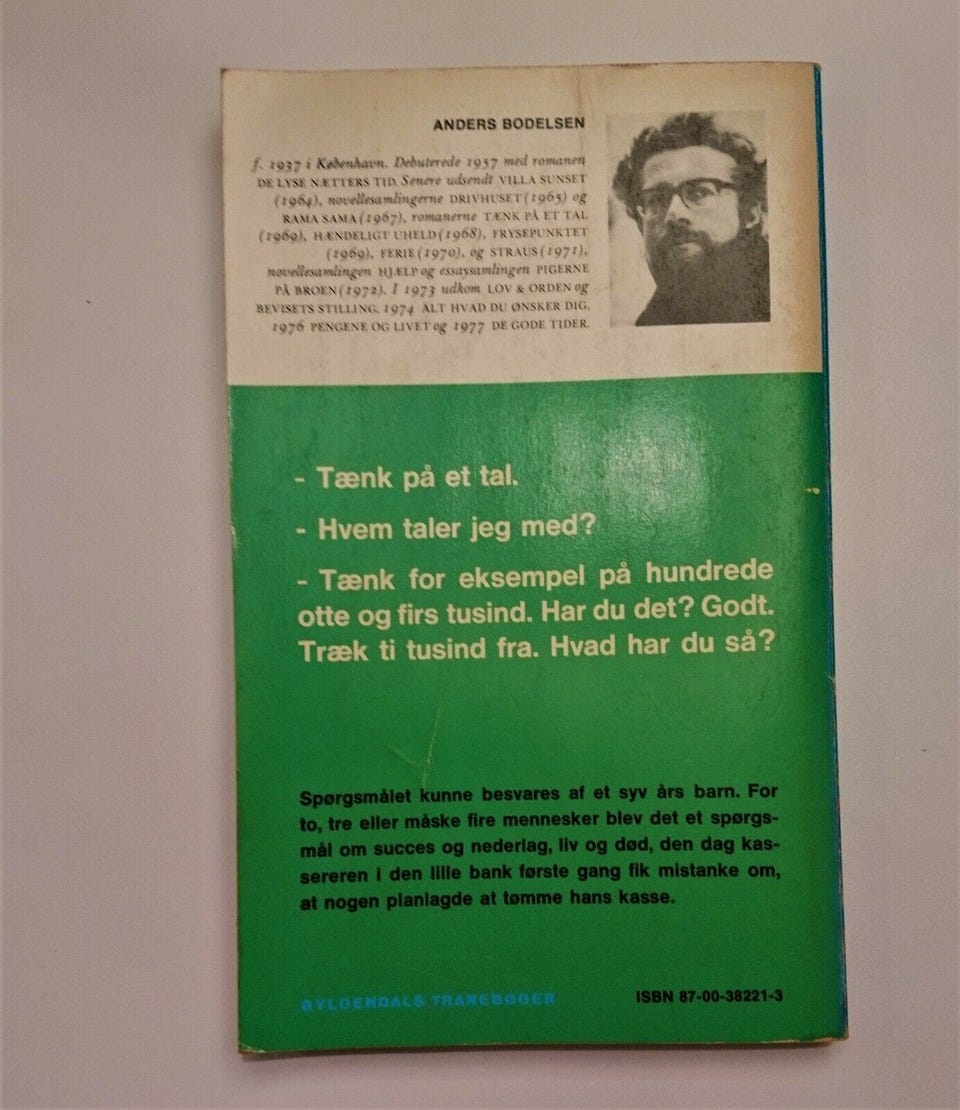 ANDERS BODELSEN
f. 1937 i København. Debuterede 1957 med romanen
DE LYSE NÆTTERS TID. Senere udsendt VILLA SUNSET
(1964), novellesamlingerne DRIVHUSET (1965) og
RAMA SAMA (1967), romanerne TÆNK PÅ ET TAL
(1969), HÆNDELIGT UHELD (1968), FRYSEPUNKTET
(1969), FERIE (1970), og STRAUS (1971),
novellesamlingen HJÆLP og essaysamlingen PIGERNE
PÅ BROEN (1972). I 1973 udkom LOV & ORDEN og
BEVISETS STILLING, 1974 ALT HVAD DU ØNSKER DIG,
1976 PENGENE OG LIVET og 1977 DE GODE TIDER.
- Tænk på et tal.
- Hvem taler jeg med?
- Tænk for eksempel på hundrede
otte og firs tusind. Har du det? Godt.
Træk ti tusind fra. Hvad har du så?
Spørgsmålet kunne besvares af et syv års barn. For
to, tre eller måske fire mennesker blev det et spørgs-
mål om succes og nederlag, liv og død, den dag kas-
sereren i den lille bank første gang fik mistanke om,
at nogen planlagde at tømme hans kasse.
GYLDENDALS TRANEBØGER
ISBN 87-00-38221-3